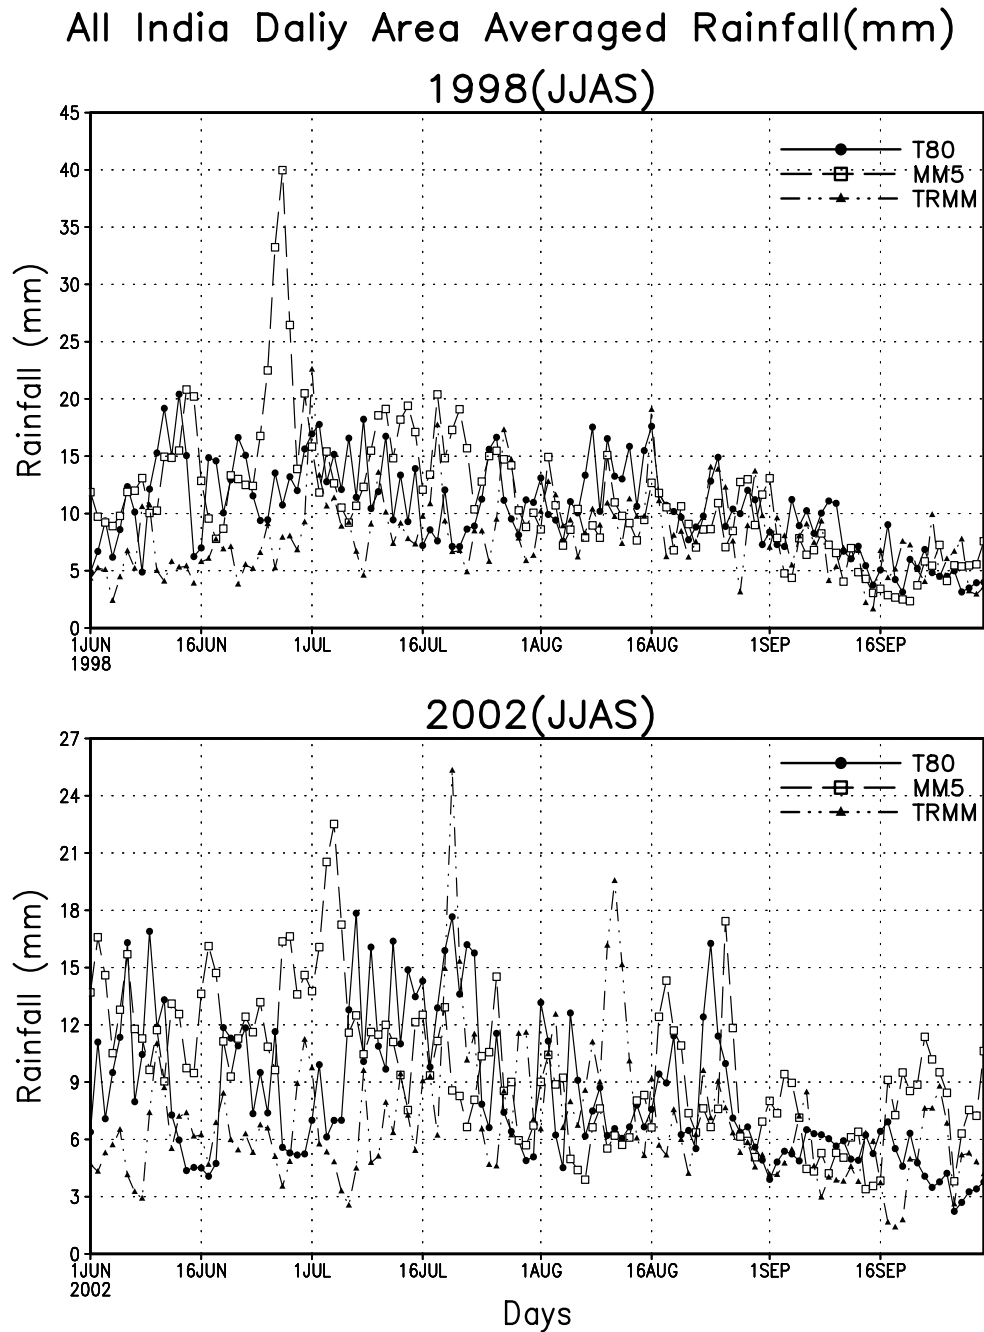 All India Daliy Area Averaged Rainfall(mm)
1998(JJAS)
45
40
35
30
25
20
15
10
5
0
Rainfall (mm)
T80
MM5
TRMM
1JUN 16JUN 1JUL 16JUL 1AUG 16AUG 1SEP 16SEP
1998
2002(JJAS)
27
24
21
18
15
12
9
6
3
0
Rainfall (mm)
T80
MM5
TRMM
1JUN 16JUN 1JUL 16JUL 1AUG 16AUG 1SEP 16SEP
2002
Days